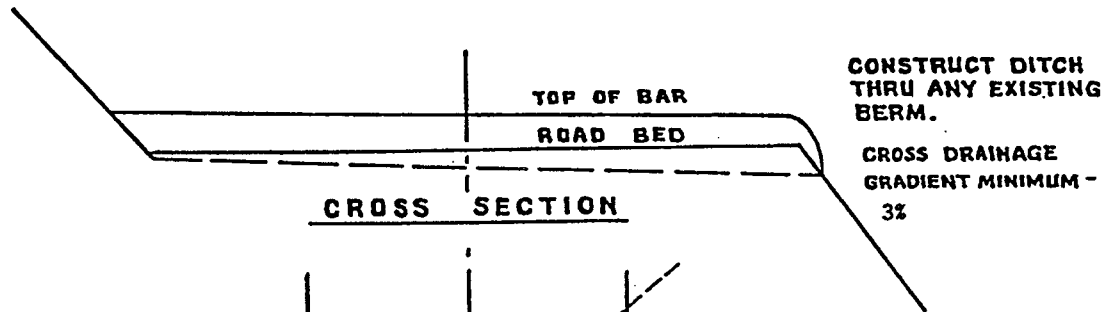 TOP OF BAR
ROAD BED
CROSS SECTION
CONSTRUCT DITCH
THRU ANY EXISTING
BERM.
CROSS DRAINAGE
GRADIENT MINIMUM -
3%